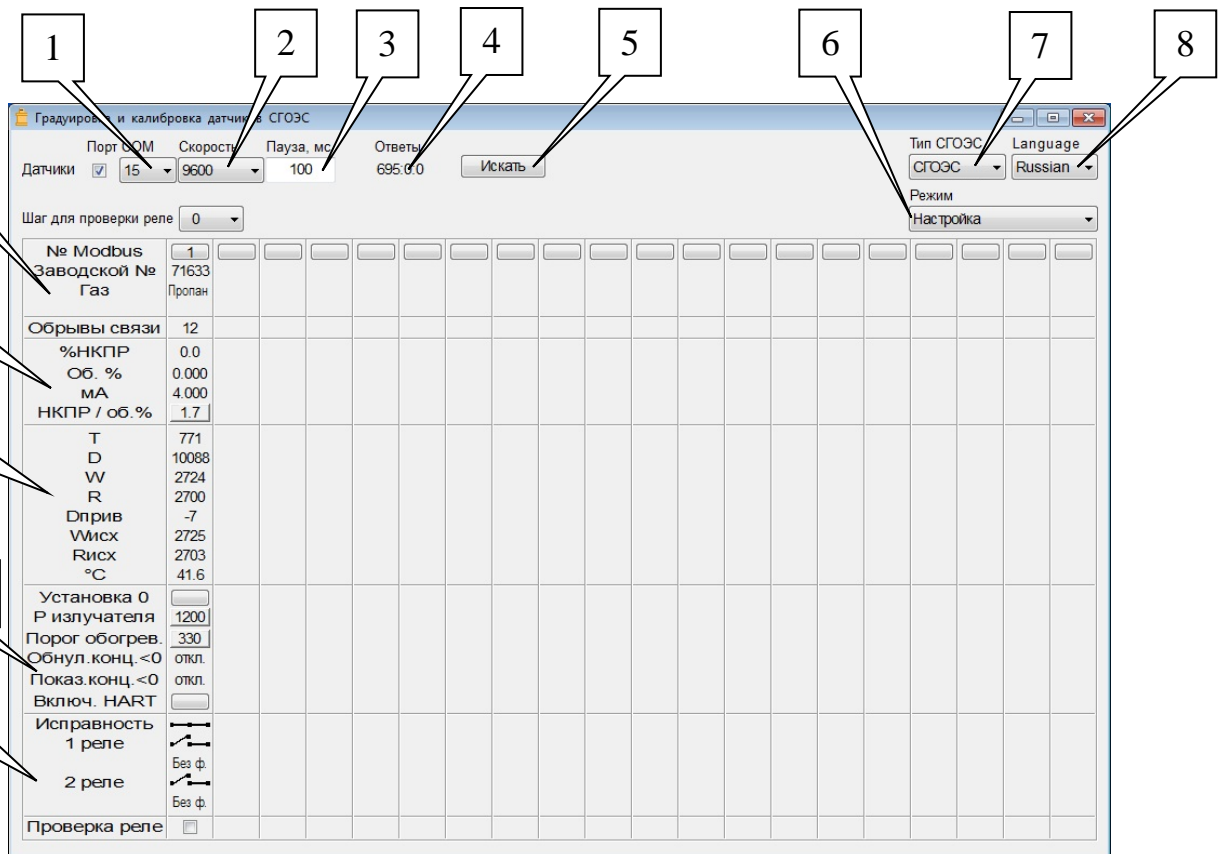 1 2 3 4 5 6 7 8
Градуировка и калибровка датчиков СГОЭС
Порт COM Скорость Пауза, мс Ответы Тип СГОЭС Language
Датчики 15 9600 100 695:0:0 Искать СГОЭС Russian
Режим
Шаг для проверки реле 0 Настройка
№ Modbus 1
Заводской № 71633
Газ Пропан
Обрывы связи 12
%НКПР 0.0
Об. % 0.000
мА 4.000
НКПР / об.% 1.7
T 771
D 10088
W 2724
R 2700
Dприв -7
Wисх 2725
Rисх 2703
°C 41.6
Установка 0
Р излучателя 1200
Порог обогрев. 330
Обнул.конц.<0 откл.
Показ.конц.<0 откл.
Включ. HART
Исправность
1 реле
Без ф.
2 реле
Без ф.
Проверка реле